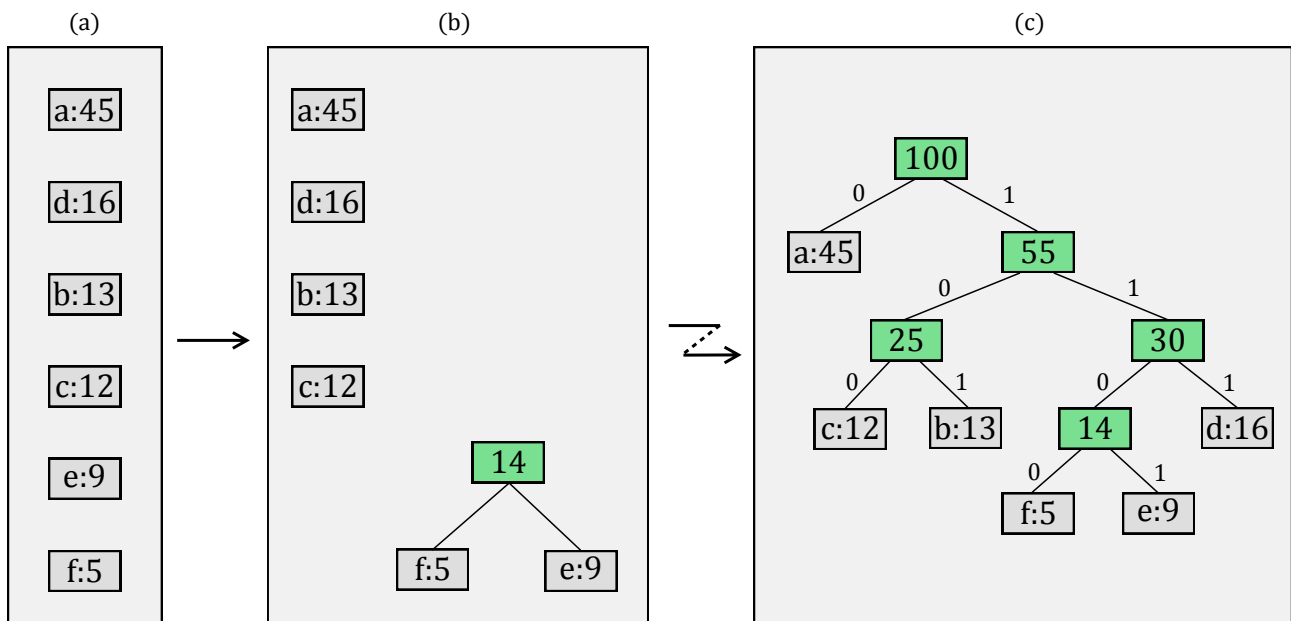 (a) (b) (c)
a:45
d:16
b:13
c:12
e:9
f:5
a:45
d:16
b:13
c:12
14
f:5 e:9
100
0 1
a:45 55
0 1
25 30
0 1 0 1
c:12 b:13 14 d:16
0 1
f:5 e:9